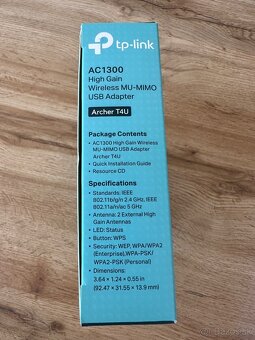 tp-link
AC1300
High Gain
Wireless MU-MIMO
USB Adapter
Archer T4U
Package Contents
• AC1300 High Gain Wireless
MU-MIMO USB Adapter
Archer T4U
• Quick Installation Guide
• Resource CD
Specifications
• Standards: IEEE
802.11b/g/n 2.4 GHz, IEEE
802.11a/n/ac 5 GHz
• Antenna: 2 External High
Gain Antennas
• LED: Status
• Button: WPS
• Security: WEP, WPA/WPA2
(Enterprise),WPA-PSK/
WPA2-PSK (Personal)
• Dimensions:
3.64 × 1.24 × 0.55 in
(92.47 × 31.55 × 13.9 mm)